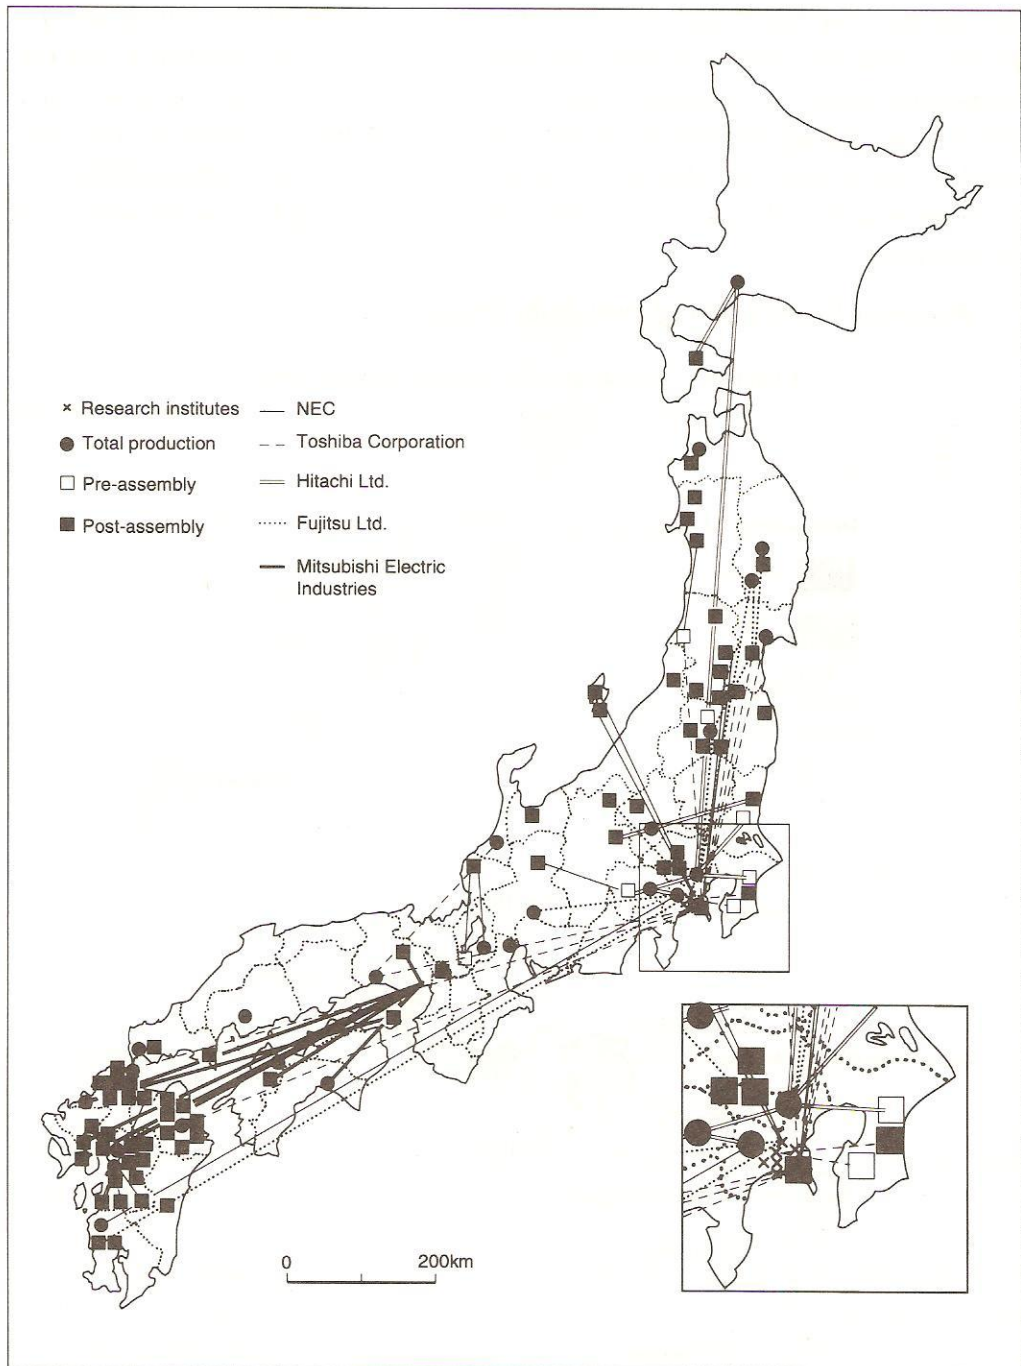 Research institutes
Total production
Pre-assembly
Post-assembly
NEC
Toshiba Corporation
Hitachi Ltd.
Fujitsu Ltd.
Mitsubishi Electric
Industries
0 200km